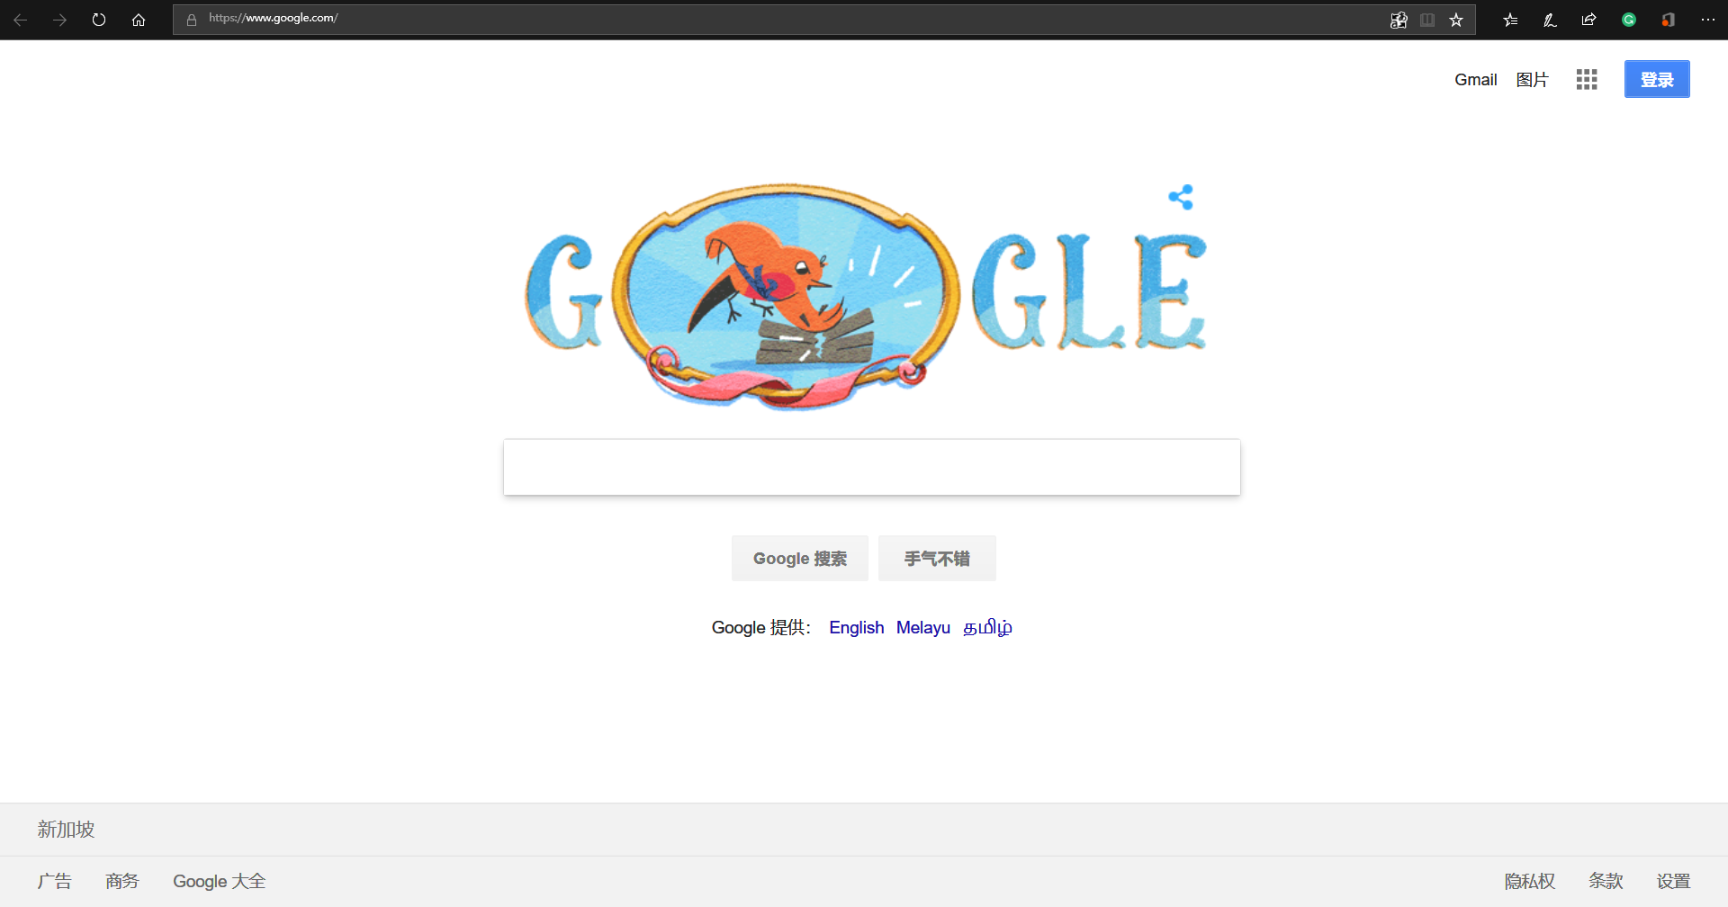 https://www.google.com/
Gmail 图片 登录
GOOGLE
Google 搜索 手气不错
Google 提供： English Melayu தமிழ்
新加坡
广告 商务 Google 大全 隐私权 条款 设置